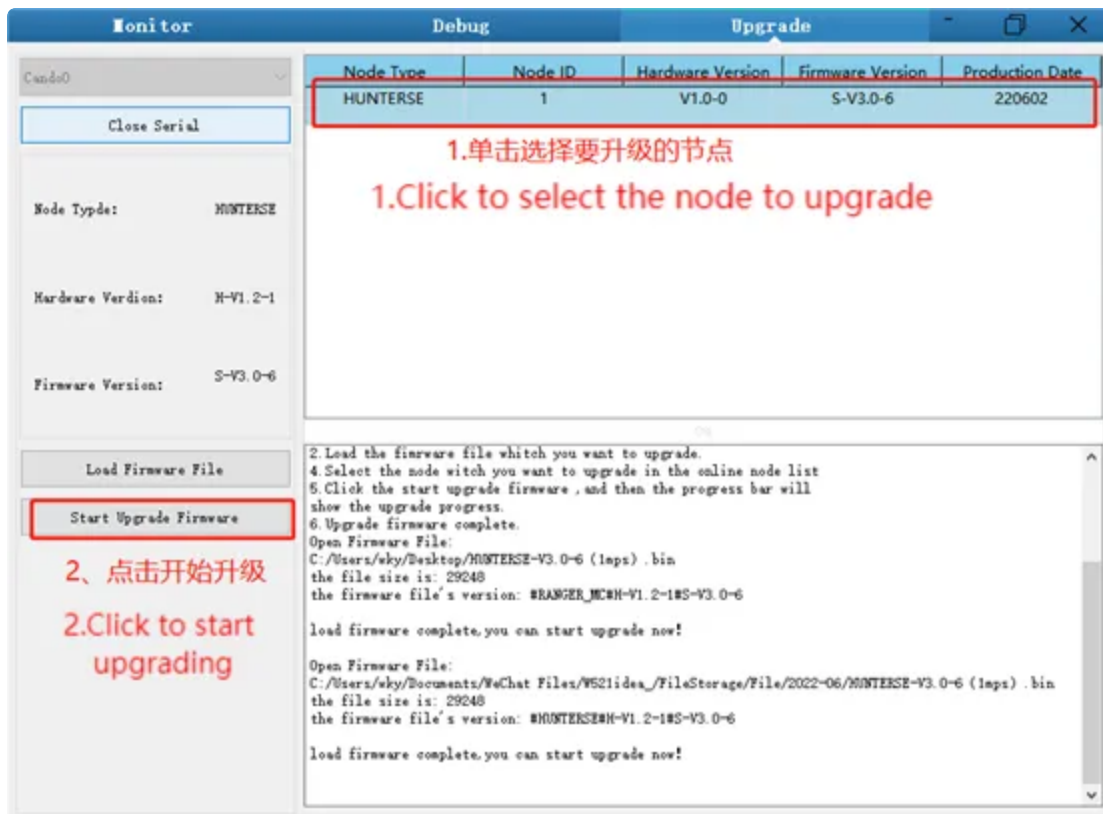 Monitor
Debug
Upgrade
Cando0
Close Serial
Node Typde:
HUNTERSE
Hardware Verdion:
H-V1.2-1
Firmware Version:
S-V3.0-6
Load Firmware File
Start Upgrade Firmware
2、点击开始升级
2.Click to start
upgrading
Node Type
Node ID
Hardware Version
Firmware Version
Production Date
HUNTERSE
1
V1.0-0
S-V3.0-6
220602
1.单击选择要升级的节点
1.Click to select the node to upgrade
0%
2.Load the firmware file whitch you want to upgrade.
4.Select the node witch you want to upgrade in the online node list
5.Click the start upgrade firmware ,and then the progress bar will
show the upgrade progress.
6.Upgrade firmware complete.
Open Firmware File:
C:/Users/wky/Desktop/HUNTERSE-V3.0-6 (1mps) .bin
the file size is: 29248
the firmware file's version: #RANGER_MC#H-V1.2-1#S-V3.0-6
load firmware complete,you can start upgrade now!
Open Firmware File:
C:/Users/wky/Documents/WeChat Files/W521idea_/FileStorage/File/2022-06/HUNTERSE-V3.0-6 (1mps) .bin
the file size is: 29248
the firmware file's version: #HUNTERSE#H-V1.2-1#S-V3.0-6
load firmware complete,you can start upgrade now!